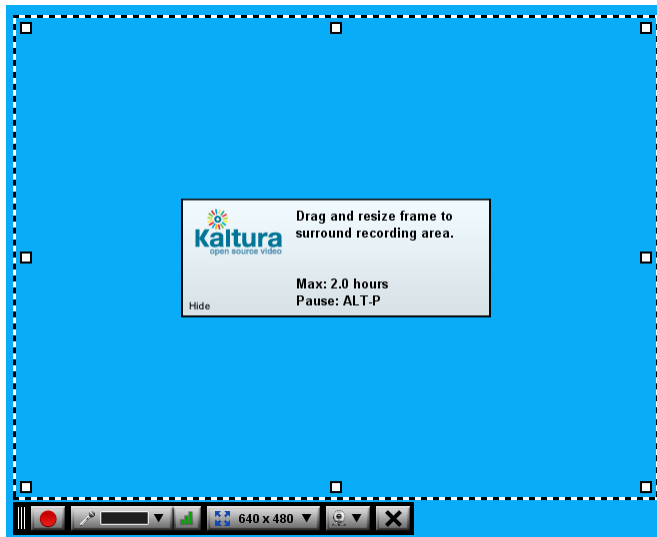 Drag and resize frame to
surround recording area.
Kaltura
open source video
Max: 2.0 hours
Pause: ALT-P
Hide
640 x 480